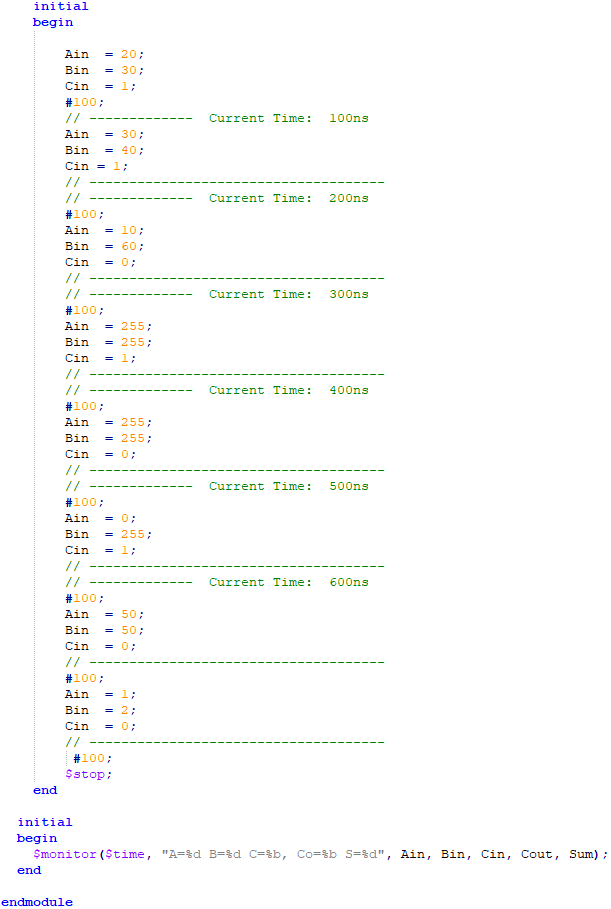 initial
begin
Ain  = 20;
Bin  = 30;
Cin  = 1;
#100;
// -------------  Current Time:  100ns
Ain  = 30;
Bin  = 40;
Cin = 1;
// -------------------------------------
// -------------  Current Time:  200ns
#100;
Ain  = 10;
Bin  = 60;
Cin  = 0;
// -------------------------------------
// -------------  Current Time:  300ns
#100;
Ain  = 255;
Bin  = 255;
Cin  = 1;
// -------------------------------------
// -------------  Current Time:  400ns
#100;
Ain  = 255;
Bin  = 255;
Cin  = 0;
// -------------------------------------
// -------------  Current Time:  500ns
#100;
Ain  = 0;
Bin  = 255;
Cin  = 1;
// -------------------------------------
// -------------  Current Time:  600ns
#100;
Ain  = 50;
Bin  = 50;
Cin  = 0;
// -------------------------------------
#100;
Ain  = 1;
Bin  = 2;
Cin  = 0;
// -------------------------------------
#100;
$stop;
end
initial
begin
$monitor($time, "A=%d B=%d C=%b, Co=%b S=%d", Ain, Bin, Cin, Cout, Sum);
end
endmodule